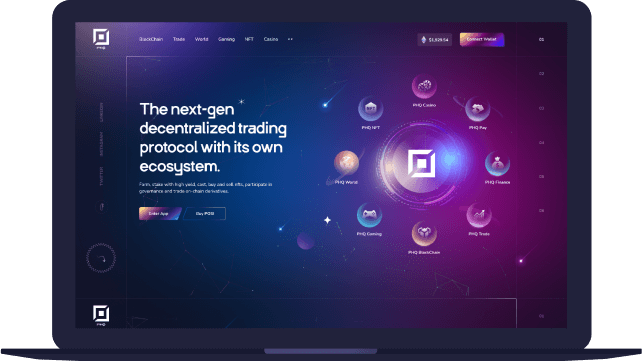 PHQ
BlockChain Trade World Gaming NFT Casino
$1,926.54
Connect Wallet
01
02
03
04
05
06
The next-gen
decentralized trading
protocol with its own
ecosystem.
Farm, stake with high yield, cast, buy and sell nfts, participate in
governance and trade on-chain derivatives.
Enter App
PHQ Casino
PHQ NFT
PHQ Pay
PHQ World
PHQ Finance
PHQ Gaming
PHQ Trade
PHQ BlockChain
TWITTER
PHQ